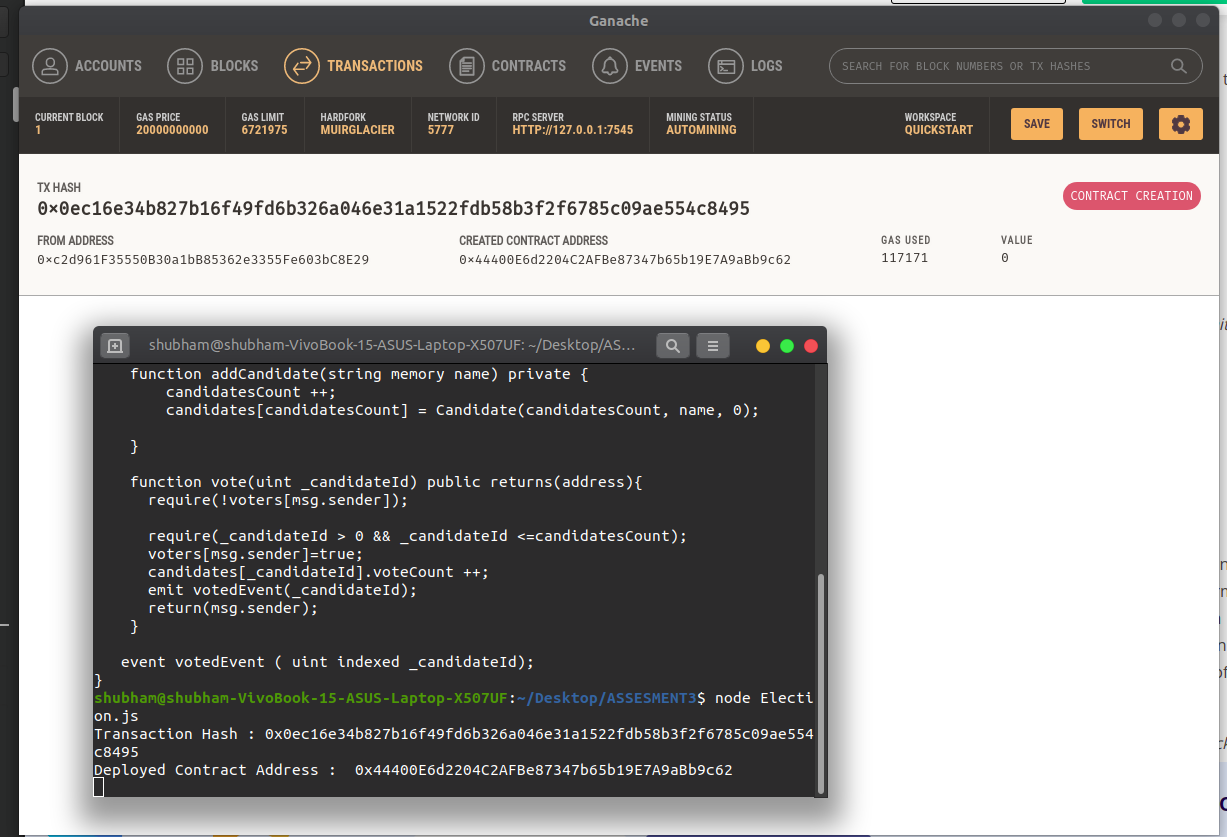 Ganache
ACCOUNTS BLOCKS TRANSACTIONS CONTRACTS EVENTS LOGS SEARCH FOR BLOCK NUMBERS OR TX HASHES
CURRENT BLOCK GAS PRICE GAS LIMIT HARDFORK NETWORK ID RPC SERVER MINING STATUS WORKSPACE
1 20000000000 6721975 MUIRGLACIER 5777 HTTP://127.0.0.1:7545 AUTOMINING QUICKSTART SAVE SWITCH
TX HASH
0×0ec16e34b827b16f49fd6b326a046e31a1522fdb58b3f2f6785c09ae554c8495 CONTRACT CREATION
FROM ADDRESS CREATED CONTRACT ADDRESS GAS USED VALUE
0×c2d961F35550B30a1bB85362e3355Fe603bC8E29 0×44400E6d2204C2AFBe87347b65b19E7A9aBb9c62 117171 0
shubham@shubham-VivoBook-15-ASUS-Laptop-X507UF: ~/Desktop/AS...
function addCandidate(string memory name) private {
candidatesCount ++;
candidates[candidatesCount] = Candidate(candidatesCount, name, 0);
}
function vote(uint _candidateId) public returns(address){
require(!voters[msg.sender]);
require(_candidateId > 0 && _candidateId <=candidatesCount);
voters[msg.sender]=true;
candidates[_candidateId].voteCount ++;
emit votedEvent(_candidateId);
return(msg.sender);
}
event votedEvent ( uint indexed _candidateId);
}
shubham@shubham-VivoBook-15-ASUS-Laptop-X507UF:~/Desktop/ASSESMENT3$ node Electi
on.js
Transaction Hash : 0x0ec16e34b827b16f49fd6b326a046e31a1522fdb58b3f2f6785c09ae554
c8495
Deployed Contract Address :  0x44400E6d2204C2AFBe87347b65b19E7A9aBb9c62